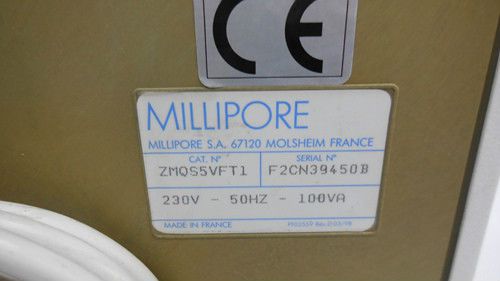 CE
MILLIPORE
MILLIPORE S.A. 67120 MOLSHEIM FRANCE
CAT. N° SERIAL N°
ZMQS5VFT1 F2CN39450B
230V - 50HZ - 100VA
MADE IN FRANCE